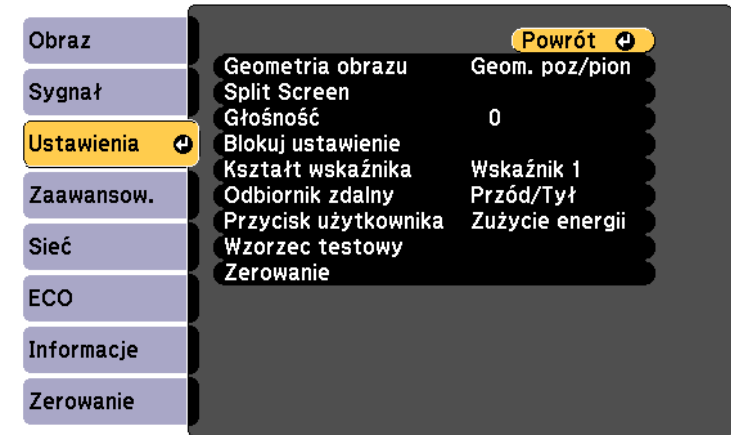 Obraz
Sygnał
Ustawienia
Zaawansow.
Sieć
ECO
Informacje
Zerowanie
Powrót
Geometria obrazu Geom. poz/pion
Split Screen
Głośność 0
Blokuj ustawienie
Kształt wskaźnika Wskaźnik 1
Odbiornik zdalny Przód/Tył
Przycisk użytkownika Zużycie energii
Wzorzec testowy
Zerowanie